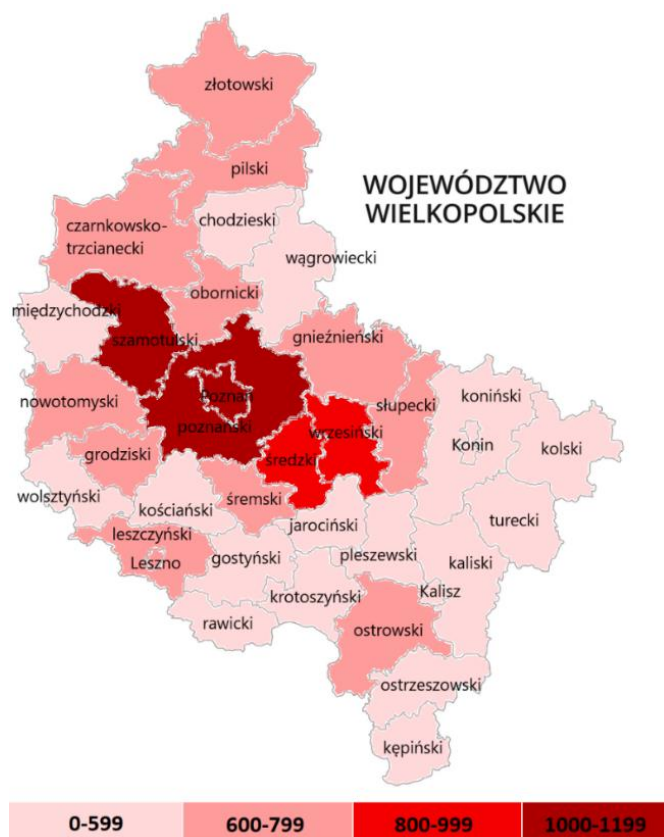 złotowski
pilski
WOJEWÓDZTWO
WIELKOPOLSKIE
chodzieski
czarnkowsko-
trzcianecki
wągrowiecki
obornicki
międzychodzki
szamotulski
gnieźnieński
Poznań
poznański
nowotomyski
słupecki
koniński
Konin
kolski
wrzesiński
średzki
grodziski
wolsztyński
kościański
śremski
jarociński
turecki
leszczyński
Leszno
gostyński
pleszewski
kaliski
Kalisz
krotoszyński
rawicki
ostrowski
ostrzeszowski
kępiński
0-599 600-799 800-999 1000-1199